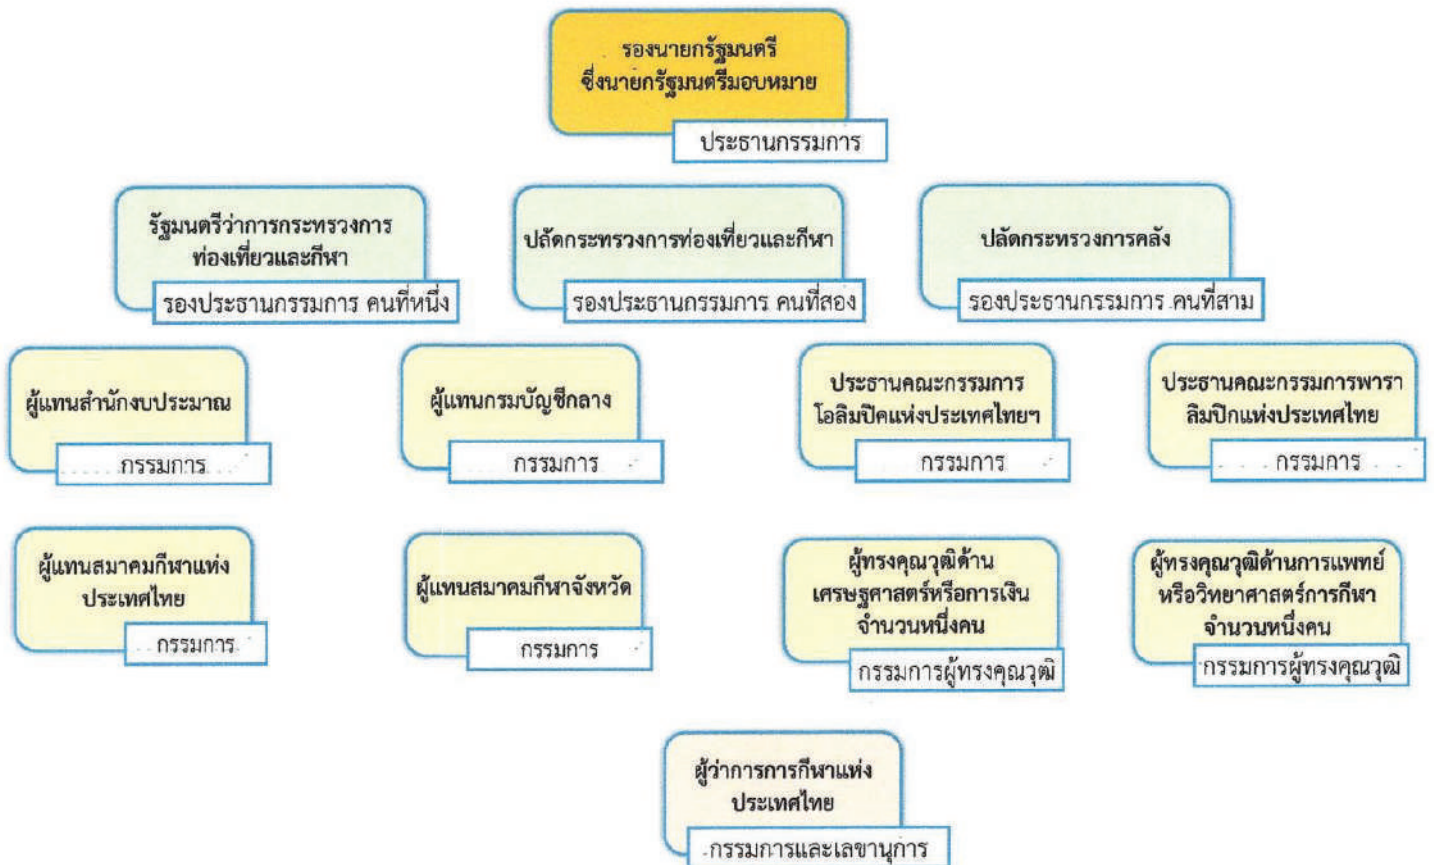 รองนายกรัฐมนตรี
ซึ่งนายกรัฐมนตรีมอบหมาย
ประธานกรรมการ
รัฐมนตรีว่าการกระทรวงการ
ท่องเที่ยวและกีฬา
รองประธานกรรมการ คนที่หนึ่ง
ปลัดกระทรวงการท่องเที่ยวและกีฬา
รองประธานกรรมการ คนที่สอง
ปลัดกระทรวงการคลัง
รองประธานกรรมการ คนที่สาม
ผู้แทนสำนักงบประมาณ
กรรมการ
ผู้แทนกรมบัญชีกลาง
กรรมการ
ประธานคณะกรรมการ
โอลิมปิคแห่งประเทศไทยฯ
กรรมการ
ประธานคณะกรรมการพารา
ลิมปิกแห่งประเทศไทย
กรรมการ
ผู้แทนสมาคมกีฬาแห่ง
ประเทศไทย
กรรมการ
ผู้แทนสมาคมกีฬาจังหวัด
กรรมการ
ผู้ทรงคุณวุฒิด้าน
เศรษฐศาสตร์หรือการเงิน
จำนวนหนึ่งคน
กรรมการผู้ทรงคุณวุฒิ
ผู้ทรงคุณวุฒิด้านการแพทย์
หรือวิทยาศาสตร์การกีฬา
จำนวนหนึ่งคน
กรรมการผู้ทรงคุณวุฒิ
ผู้ว่าการการกีฬาแห่ง
ประเทศไทย
กรรมการและเลขานุการ